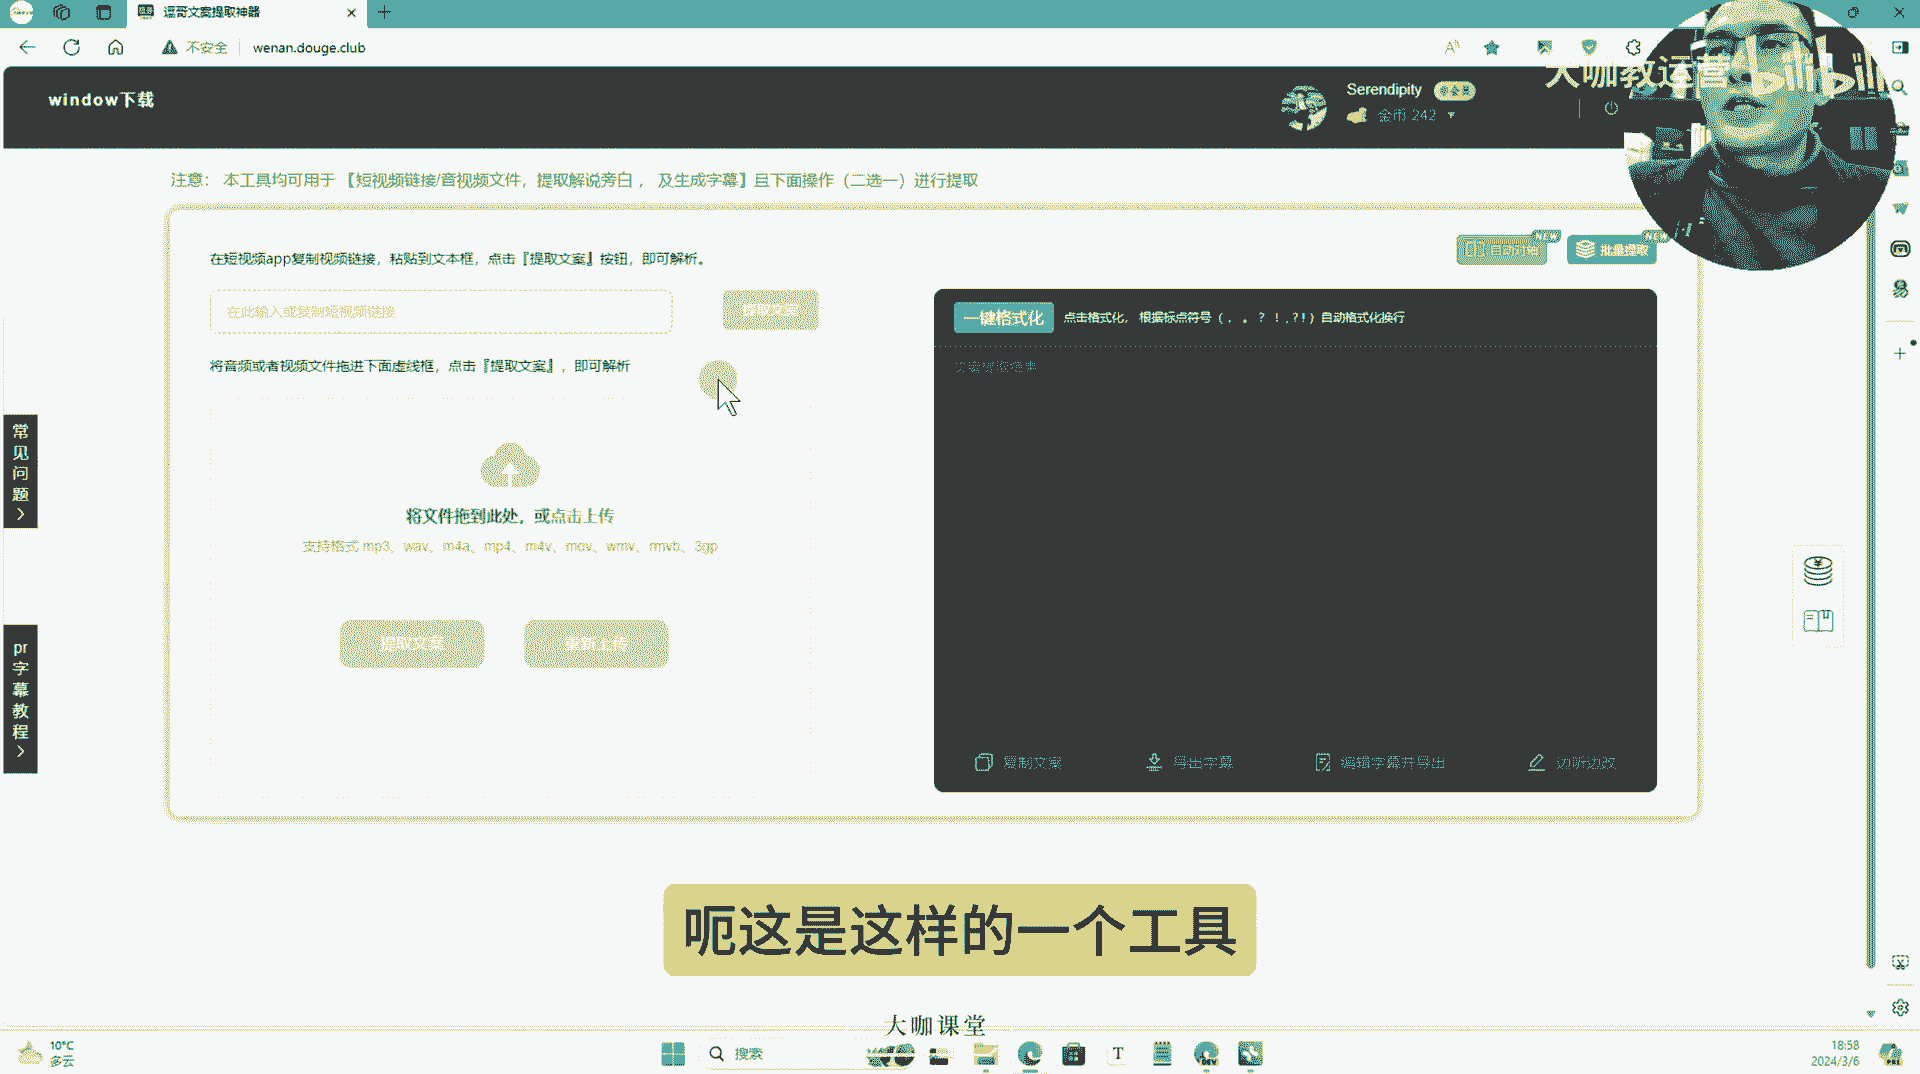 逗哥文案提取神器
不安全 wenan.douge.club
大咖教运营 bilibili
window下载
Serendipity 非会员
金币 242
注意： 本工具均可用于 【短视频链接/音视频文件，提取解说旁白 ， 及生成字幕】且下面操作（二选一）进行提取
在短视频app复制视频链接，粘贴到文本框，点击『提取文案』按钮，即可解析。
NEW
NEW
批量提取
在此输入或复制短视频链接
提取文案
一键格式化 点击格式化， 根据标点符号（ . 。 ? ！, ?! ）自动格式化换行
将音频或者视频文件拖进下面虚线框，点击『提取文案』，即可解析
文案提取结果
常见问题 >
将文件拖到此处，或点击上传
支持格式 mp3、wav、m4a、mp4、m4v、mov、wmv、rmvb、3gp
提取文案 重新上传
pr字幕教程 >
复制文案 导出字幕 编辑字幕并导出 边听边改
呃这是这样的一个工具
大咖课堂
10°C
多云
搜索
18:58
2024/3/6